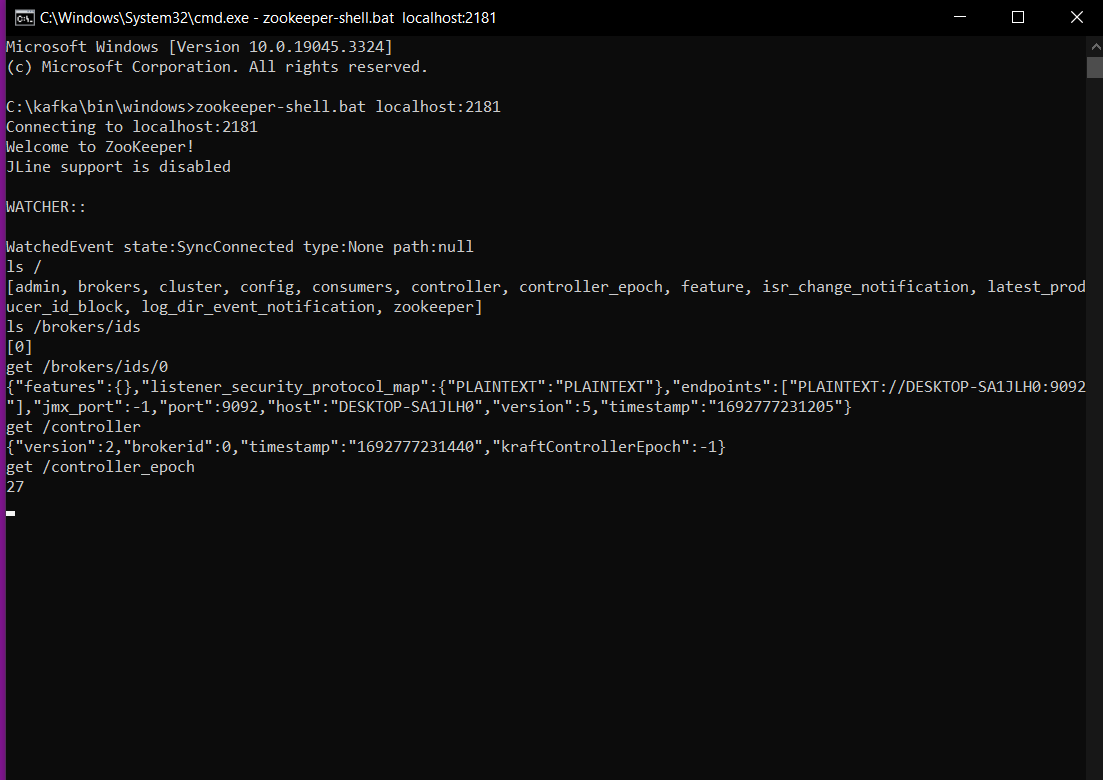 C:\Windows\System32\cmd.exe - zookeeper-shell.bat  localhost:2181
Microsoft Windows [Version 10.0.19045.3324]
(c) Microsoft Corporation. All rights reserved.
C:\kafka\bin\windows>zookeeper-shell.bat localhost:2181
Connecting to localhost:2181
Welcome to ZooKeeper!
JLine support is disabled
WATCHER::
WatchedEvent state:SyncConnected type:None path:null
ls /
[admin, brokers, cluster, config, consumers, controller, controller_epoch, feature, isr_change_notification, latest_prod
ucer_id_block, log_dir_event_notification, zookeeper]
ls /brokers/ids
[0]
get /brokers/ids/0
{"features":{},"listener_security_protocol_map":{"PLAINTEXT":"PLAINTEXT"},"endpoints":["PLAINTEXT://DESKTOP-SA1JLH0:9092
"],"jmx_port":-1,"port":9092,"host":"DESKTOP-SA1JLH0","version":5,"timestamp":"1692777231205"}
get /controller
{"version":2,"brokerid":0,"timestamp":"1692777231440","kraftControllerEpoch":-1}
get /controller_epoch
27